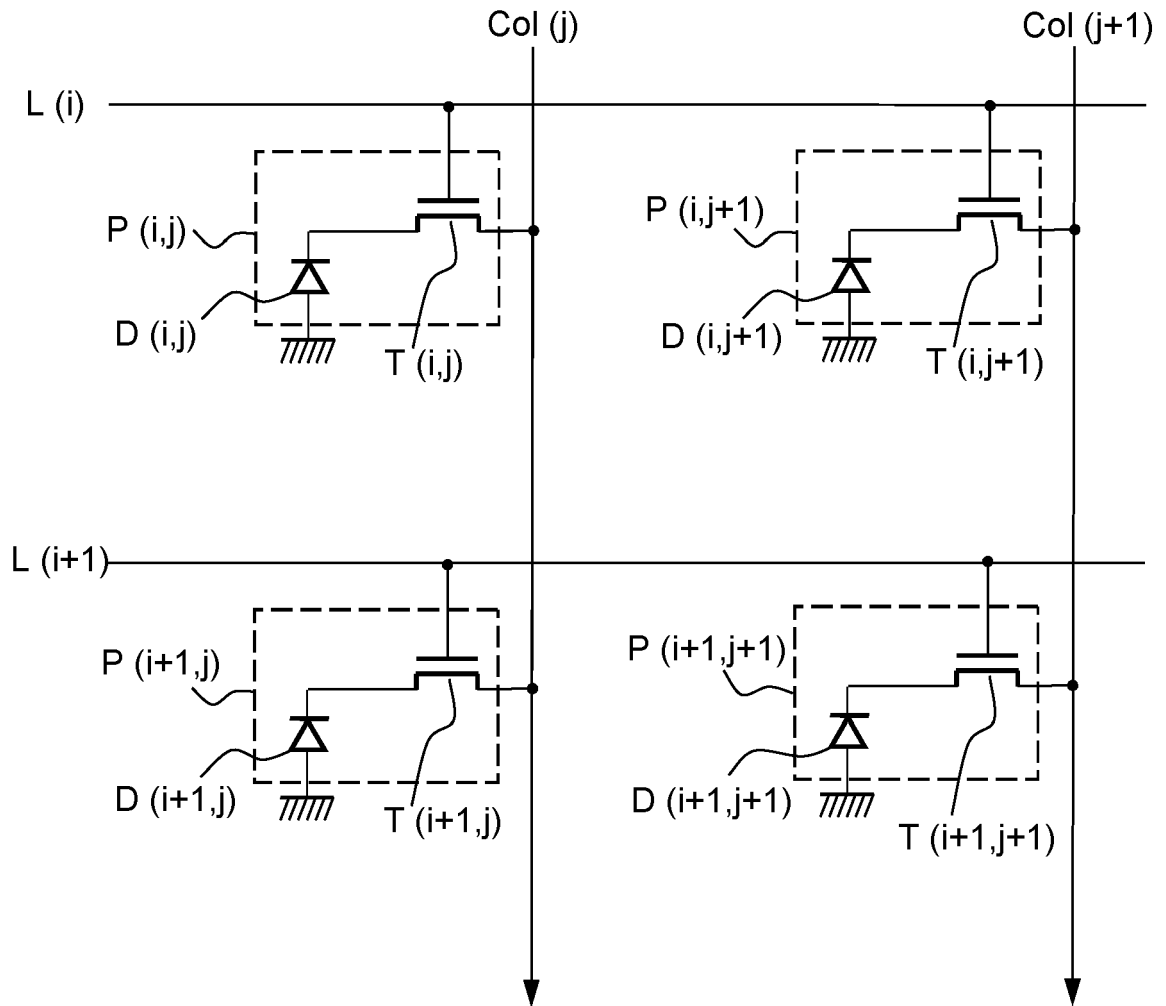 Col (j)
Col (j+1)
L (i)
P (i,j)
P (i,j+1)
D (i,j)
T (i,j)
D (i,j+1)
T (i,j+1)
L (i+1)
P (i+1,j)
P (i+1,j+1)
D (i+1,j)
T (i+1,j)
D (i+1,j+1)
T (i+1,j+1)